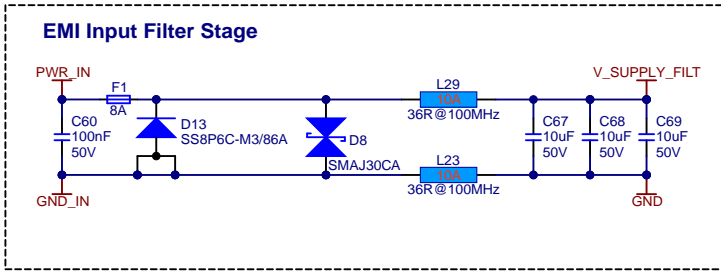 EMI Input Filter Stage
PWR_IN
F1
8A
C60
100nF
50V
D13
SS8P6C-M3/86A
D8
SMAJ30CA
L29
10A
36R@100MHz
L23
10A
36R@100MHz
V_SUPPLY_FILT
C67
10uF
50V
C68
10uF
50V
C69
10uF
50V
GND_IN
GND